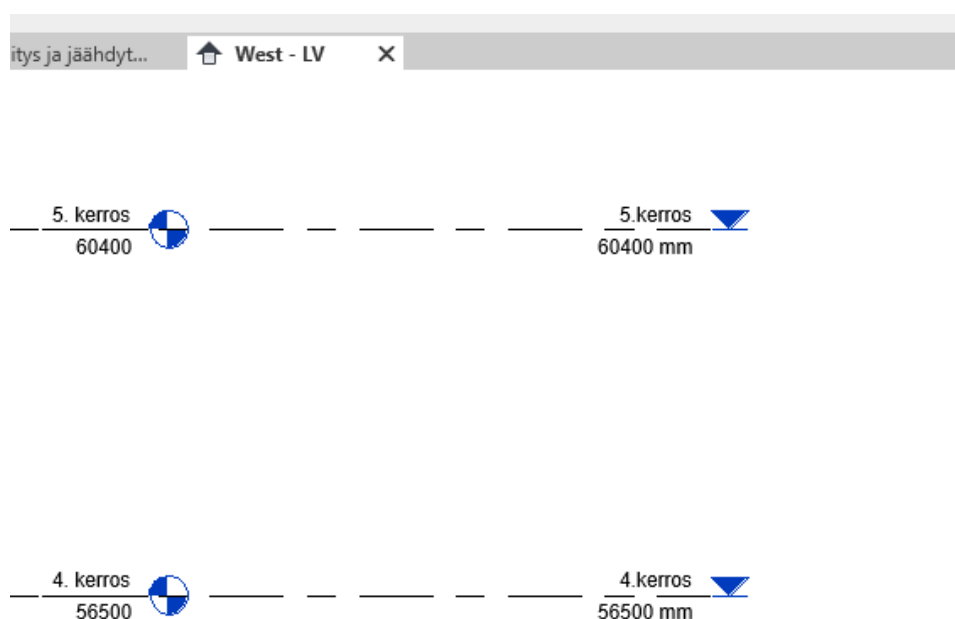 itys ja jäähdyt...
West - LV
5. kerros
60400
5.kerros
60400 mm
4. kerros
56500
4.kerros
56500 mm